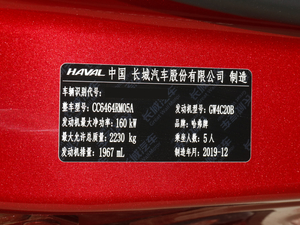 HAVAL 中国 长城汽车股份有限公司 制造
车辆识别代号:
整车型号: CC6464RM05A 发动机型号: GW4C20B
发动机最大净功率: 160 kW 品牌: 哈弗牌
最大允许总质量: 2230 kg 乘坐人数: 5人
发动机排量: 1967 mL 制造年月: 2019-12